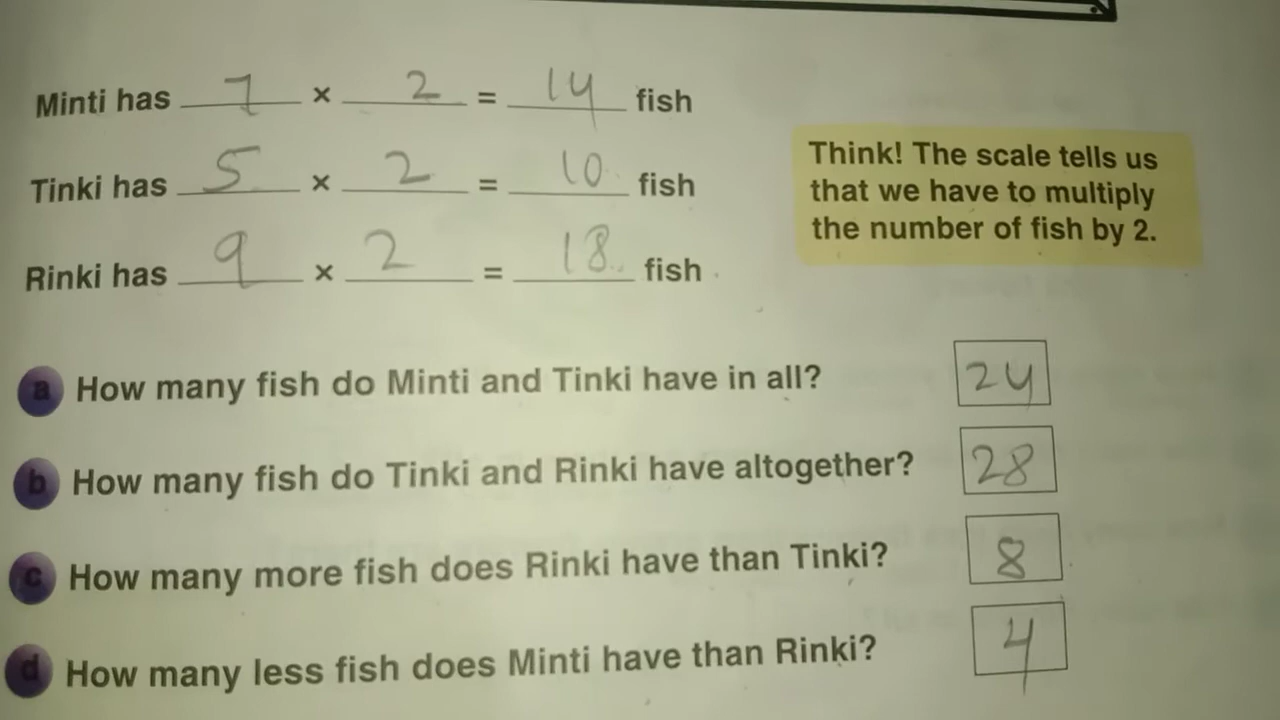 Minti has 7 × 2 = 14 fish
Tinki has 5 × 2 = 10 fish
Rinki has 9 × 2 = 18 fish
Think! The scale tells us
that we have to multiply
the number of fish by 2.
a How many fish do Minti and Tinki have in all? 24
b How many fish do Tinki and Rinki have altogether? 28
c How many more fish does Rinki have than Tinki? 8
d How many less fish does Minti have than Rinki? 4